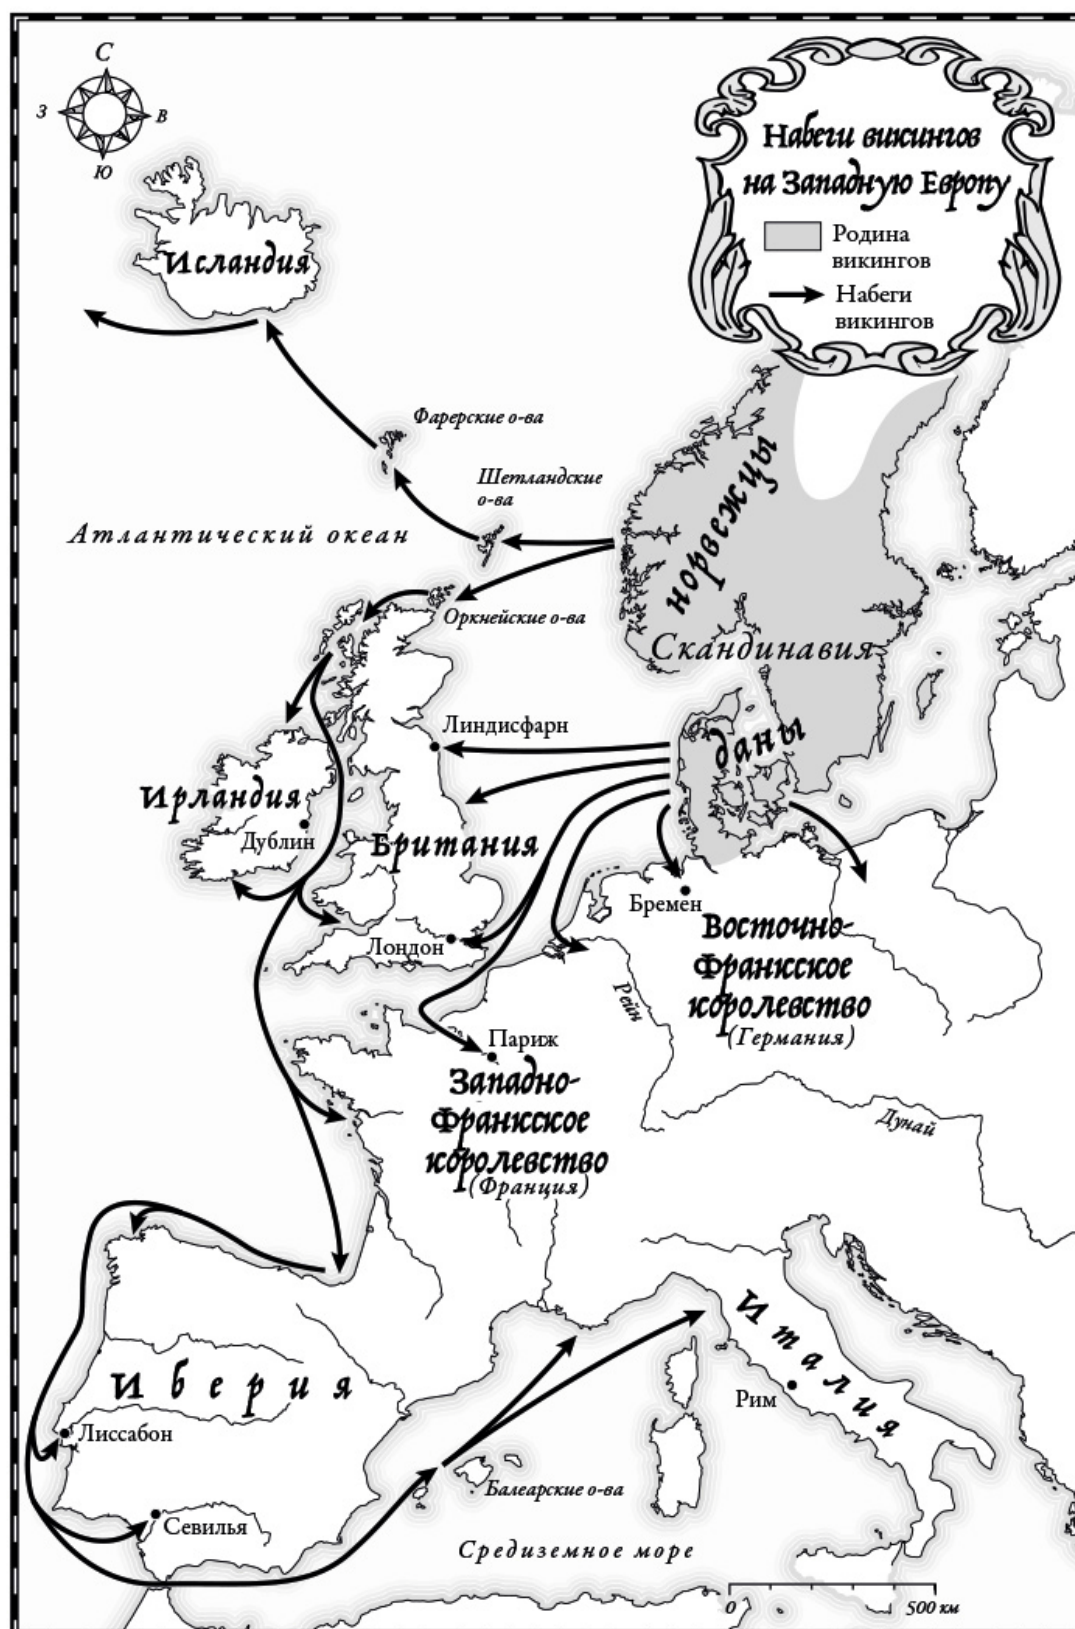 С
З
В
Ю
Набеги викингов
на Западную Европу
Родина
викингов
Набеги
викингов
Исландия
Фарерские о-ва
Шетландские
о-ва
Атлантический океан
норвежцы
Оркнейские о-ва
Скандинавия
Линдисфарн
даны
Ирландия
Дублин
Британия
Бремен
Лондон
Восточно-
Франкское
королевство
(Германия)
Рейн
Париж
Западно-
Франкское
королевство
(Франция)
Дунай
Италия
Иберия
Рим
Лиссабон
Балеарские о-ва
Севилья
Средиземное море
0
500 км